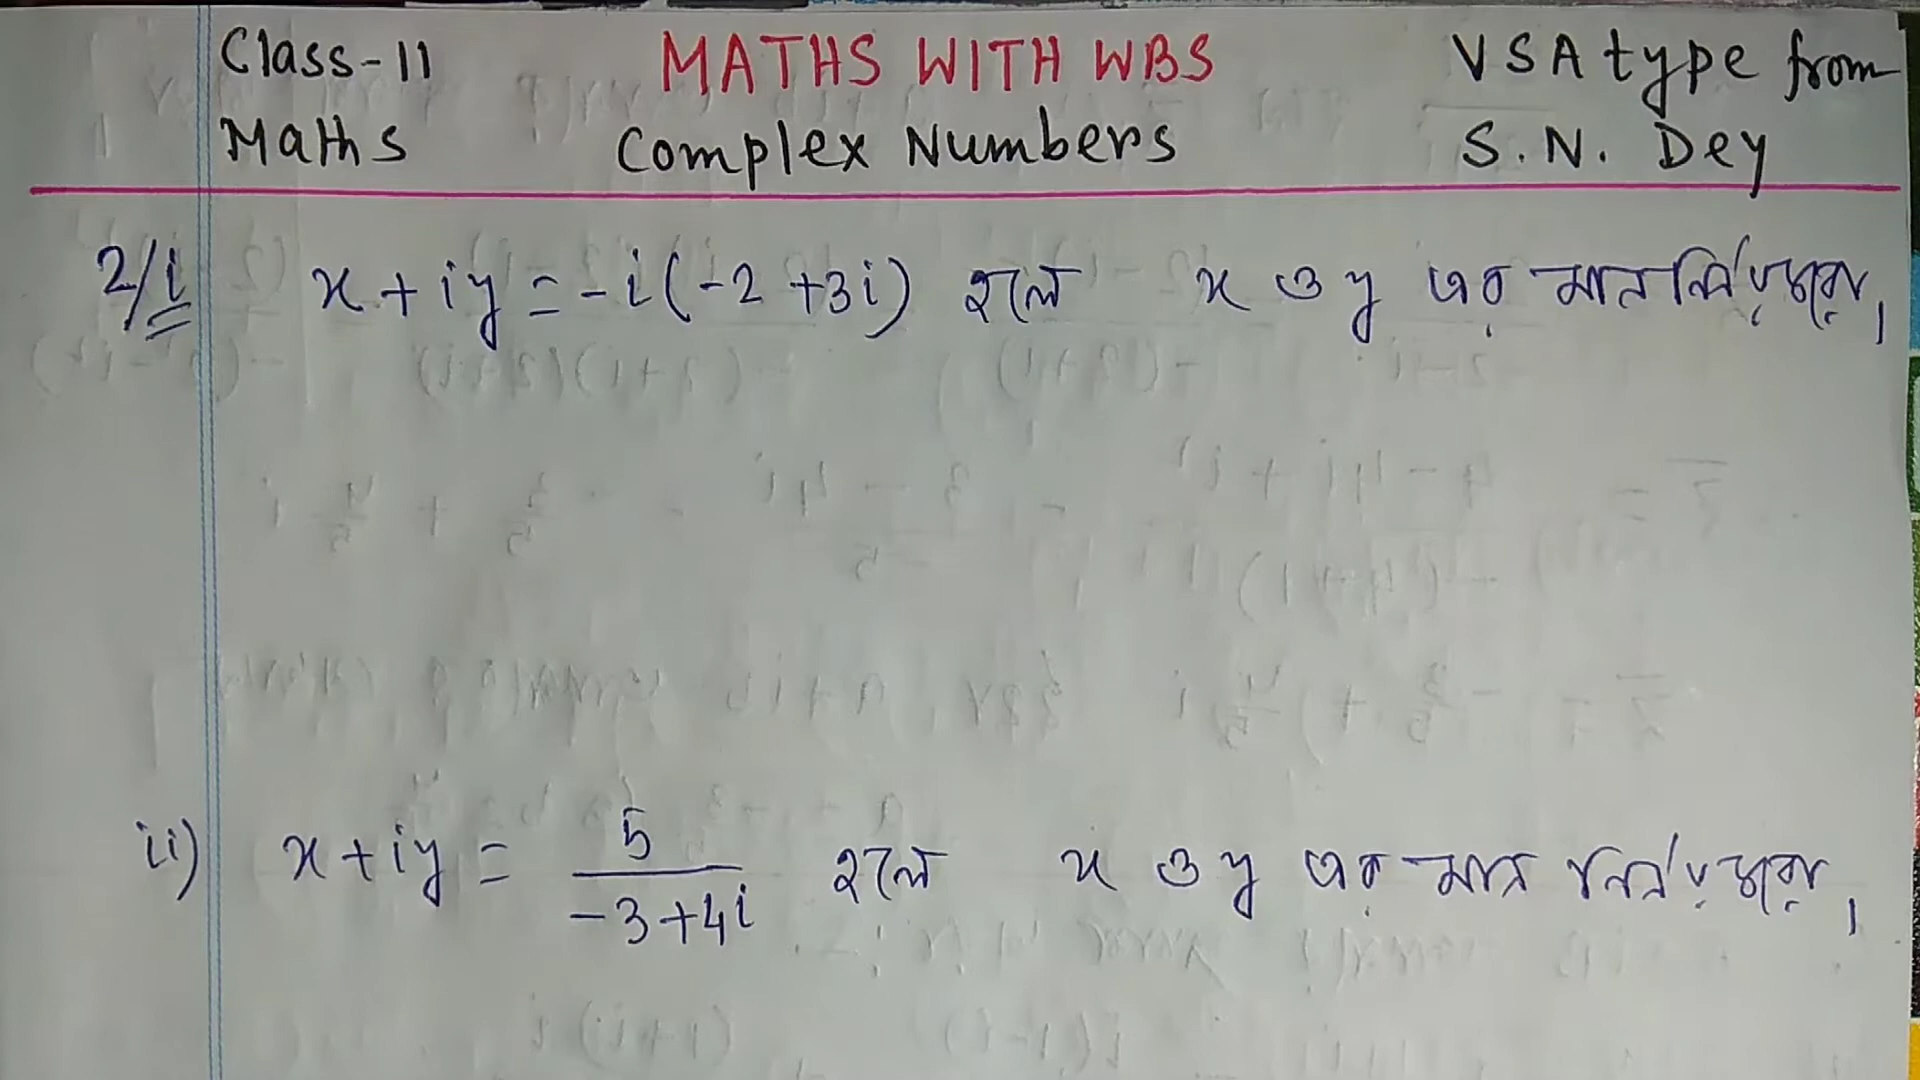 Class-11 MATHS WITH WBS VSA type from
Maths Complex Numbers S.N. Dey
2/i x+iy = -i(-2+3i) হলে x ও y এর মান নির্ণয় করো।
ii) x+iy = 5/(-3+4i) হলে x ও y এর মান নির্ণয় করো।